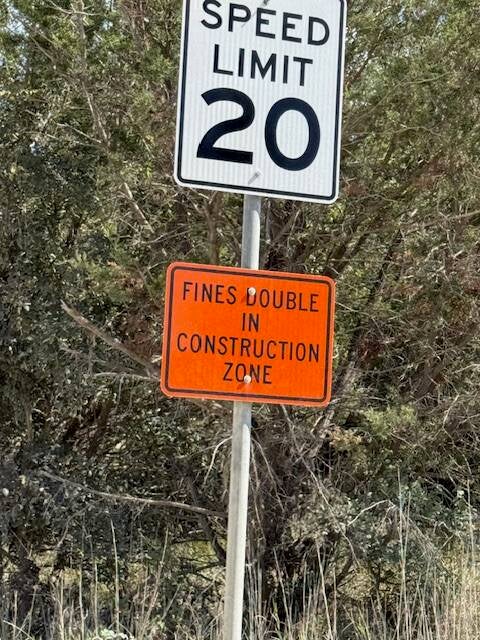 SPEED
LIMIT
20
FINES DOUBLE
IN
CONSTRUCTION
ZONE